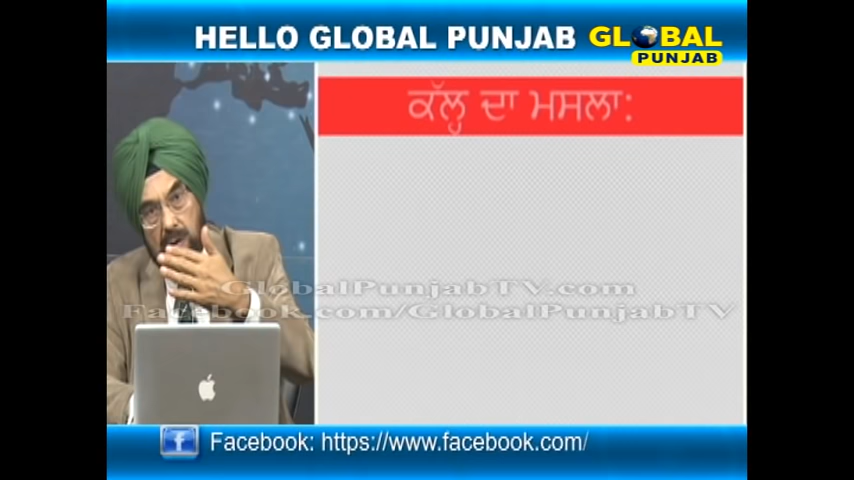 HELLO GLOBAL PUNJAB
GLOBAL
PUNJAB
ਕੱਲ੍ਹ ਦਾ ਮਸਲਾ:
GlobalPunjabTV.com
Facebook.com/GlobalPunjabTV
Facebook: https://www.facebook.com/